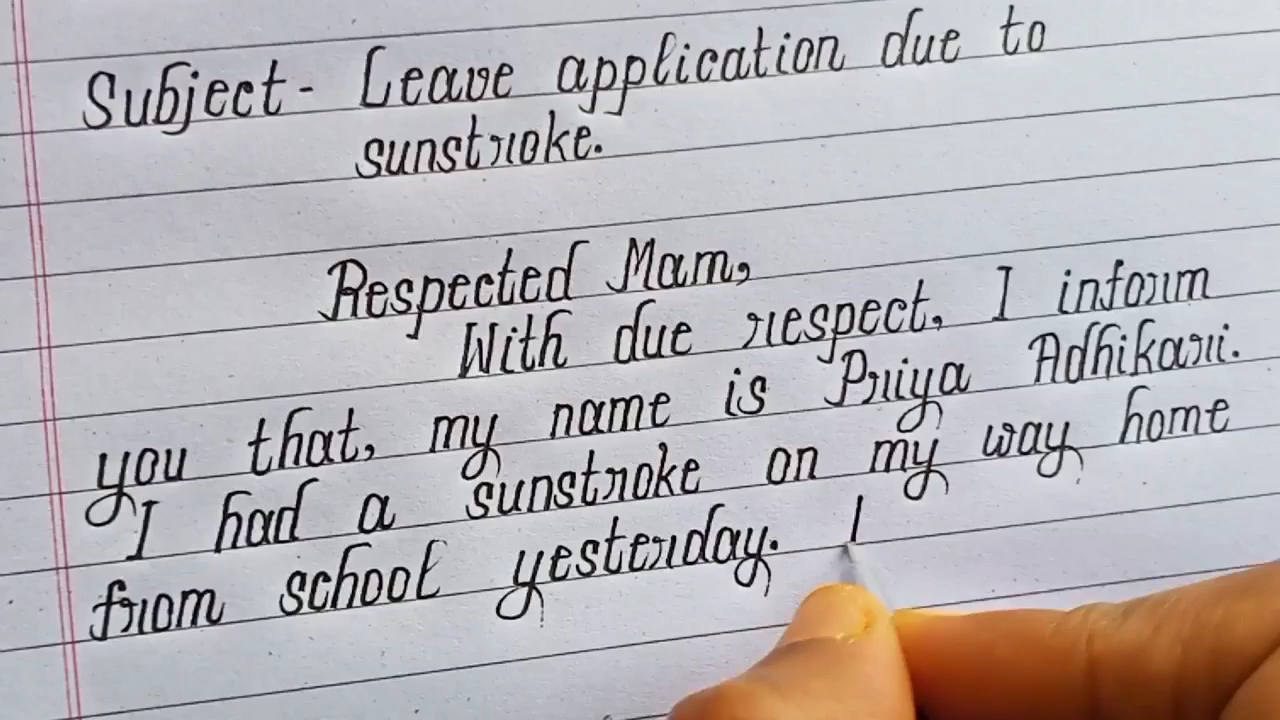 Subject- Leave application due to
sunstroke.
Respected Mam,
With due respect, I inform
you that, my name is Priya Adhikari.
I had a sunstroke on my way home
from school yesterday. I